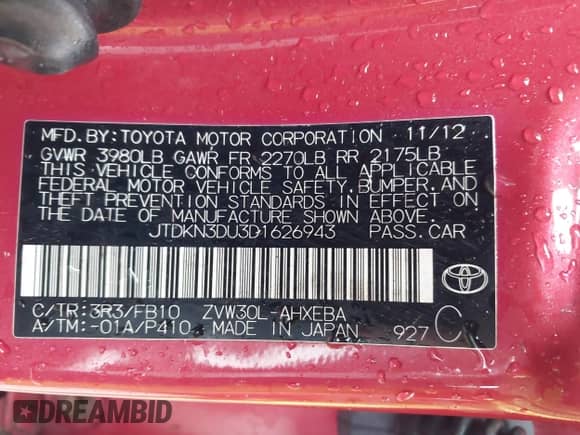 MFD. BY: TOYOTA MOTOR CORPORATION 11/12
GVWR 3980LB GAWR FR 2270LB RR 2175LB
THIS VEHICLE CONFORMS TO ALL APPLICABLE
FEDERAL MOTOR VEHICLE SAFETY, BUMPER, AND
THEFT PREVENTION STANDARDS IN EFFECT ON
THE DATE OF MANUFACTURE SHOWN ABOVE.
JTDKN3DU3D1626943 PASS. CAR
C/TR: 3R3/FB10 ZVW30L-AHXEBA
A/TM: -01A/P410 MADE IN JAPAN 927 C
TOYOTA
DREAMBID